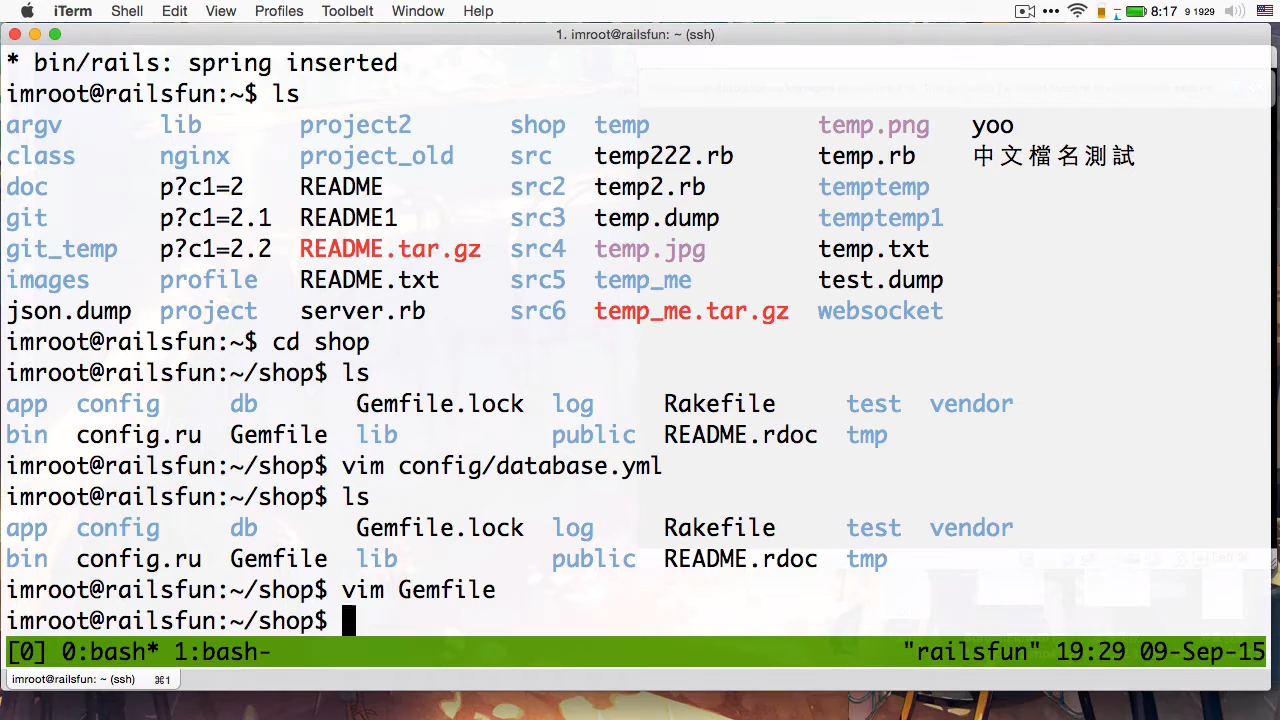 iTerm Shell Edit View Profiles Toolbelt Window Help 8:17 9 1929
1. imroot@railsfun: ~ (ssh)
* bin/rails: spring inserted
imroot@railsfun:~$ ls
argv lib project2 shop temp temp.png yoo
class nginx project_old src temp222.rb temp.rb 中文檔名測試
doc p?c1=2 README src2 temp2.rb temptemp
git p?c1=2.1 README1 src3 temp.dump temptemp1
git_temp p?c1=2.2 README.tar.gz src4 temp.jpg temp.txt
images profile README.txt src5 temp_me test.dump
json.dump project server.rb src6 temp_me.tar.gz websocket
imroot@railsfun:~$ cd shop
imroot@railsfun:~/shop$ ls
app config db Gemfile.lock log Rakefile test vendor
bin config.ru Gemfile lib public README.rdoc tmp
imroot@railsfun:~/shop$ vim config/database.yml
imroot@railsfun:~/shop$ ls
app config db Gemfile.lock log Rakefile test vendor
bin config.ru Gemfile lib public README.rdoc tmp
imroot@railsfun:~/shop$ vim Gemfile
imroot@railsfun:~/shop$
[0] 0:bash* 1:bash- "railsfun" 19:29 09-Sep-15
imroot@railsfun: ~ (ssh) ⌘1